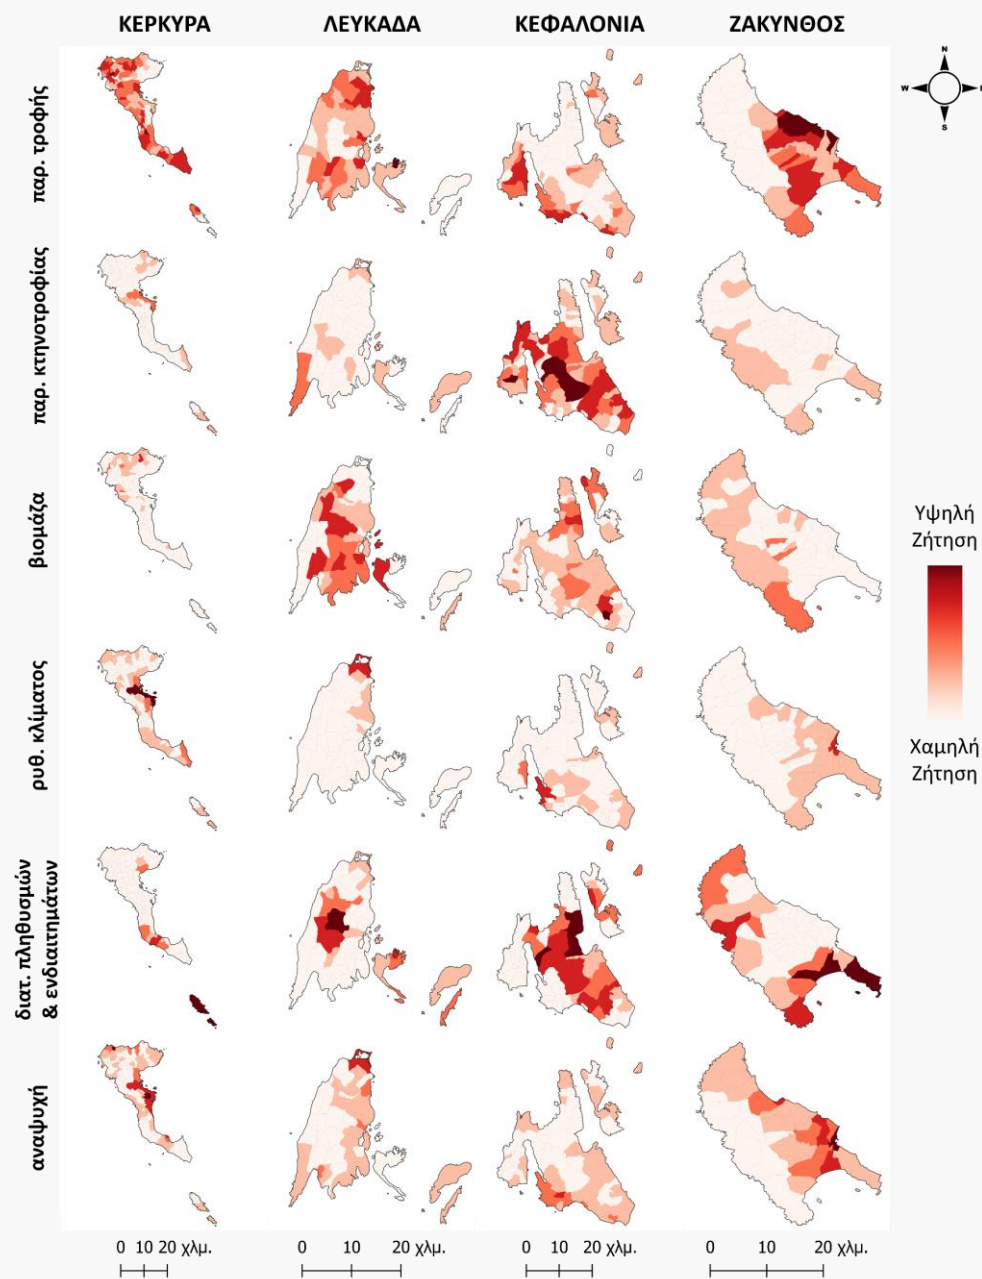 ΚΕΡΚΥΡΑ ΛΕΥΚΑΔΑ ΚΕΦΑΛΟΝΙΑ ΖΑΚΥΝΘΟΣ
N
W E
S
παρ. τροφής
παρ. κτηνοτροφίας
βιομάζα
ρυθ. κλίματος
διατ. πληθυσμών
& ενδιαιτημάτων
αναψυχή
Υψηλή
Ζήτηση
Χαμηλή
Ζήτηση
0 10 20 χλμ. 0 10 20 χλμ. 0 10 20 χλμ. 0 10 20 χλμ.